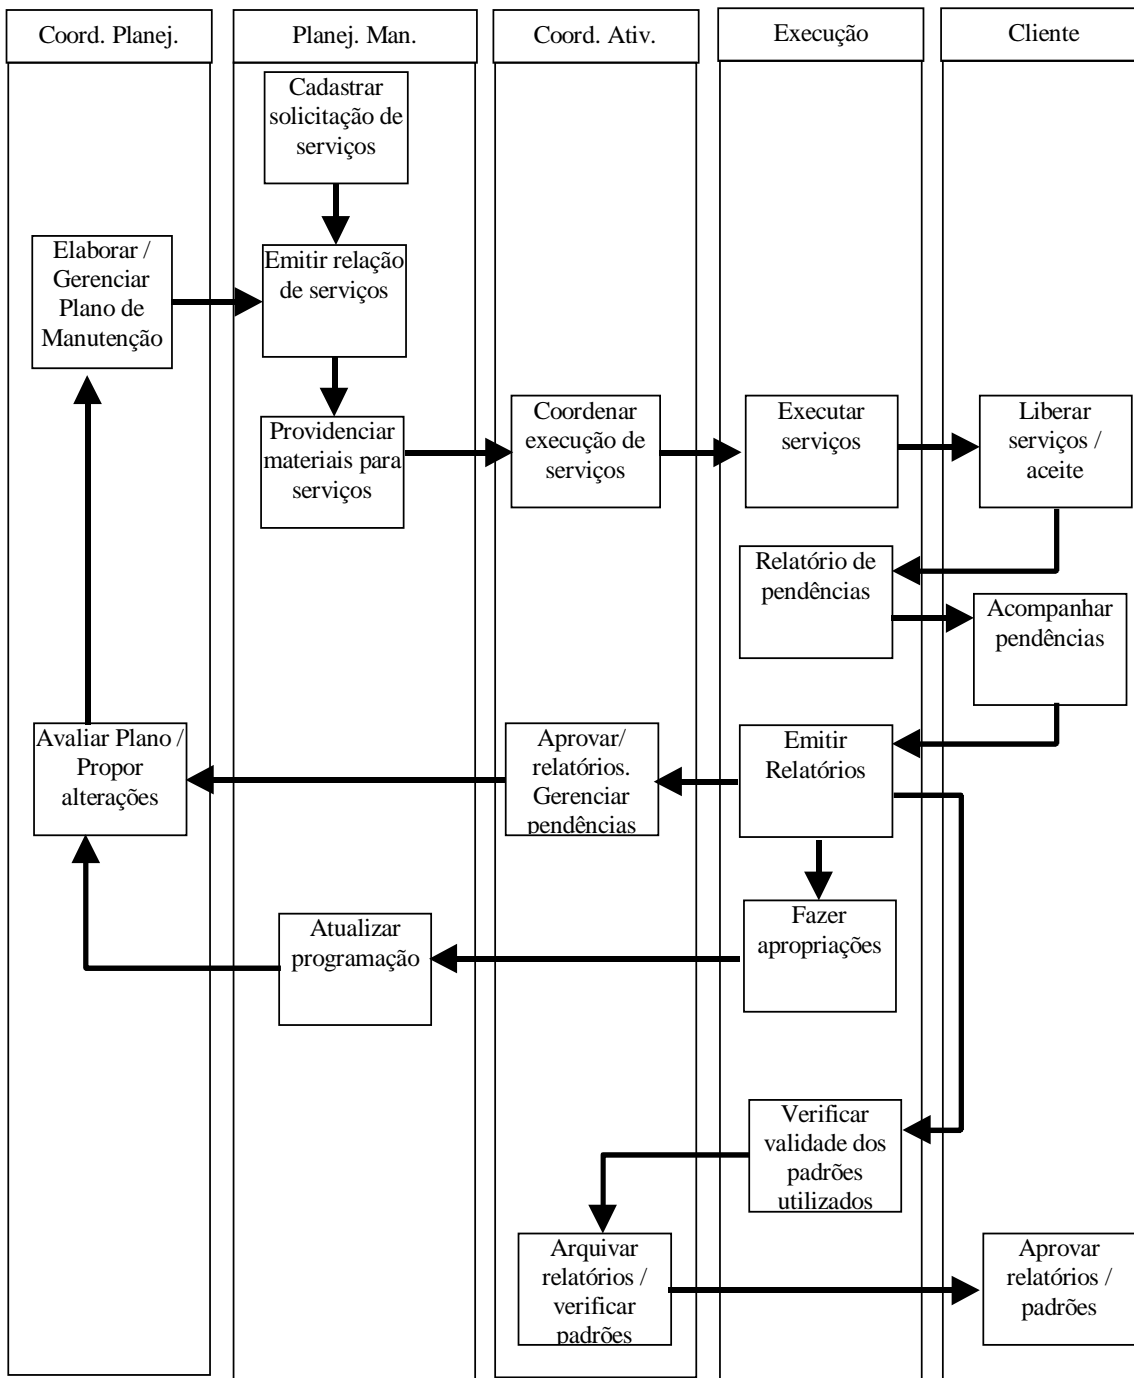 Coord. Planej.
Planej. Man.
Coord. Ativ.
Execução
Cliente
Cadastrar
solicitação de
serviços
Elaborar /
Gerenciar
Plano de
Manutenção
Emitir relação
de serviços
Providenciar
materiais para
serviços
Coordenar
execução de
serviços
Executar
serviços
Liberar
serviços /
aceite
Relatório de
pendências
Acompanhar
pendências
Avaliar Plano /
Propor
alterações
Aprovar/
relatórios.
Gerenciar
pendências
Emitir
Relatórios
Atualizar
programação
Fazer
apropriações
Verificar
validade dos
padrões
utilizados
Arquivar
relatórios /
verificar
padrões
Aprovar
relatórios /
padrões